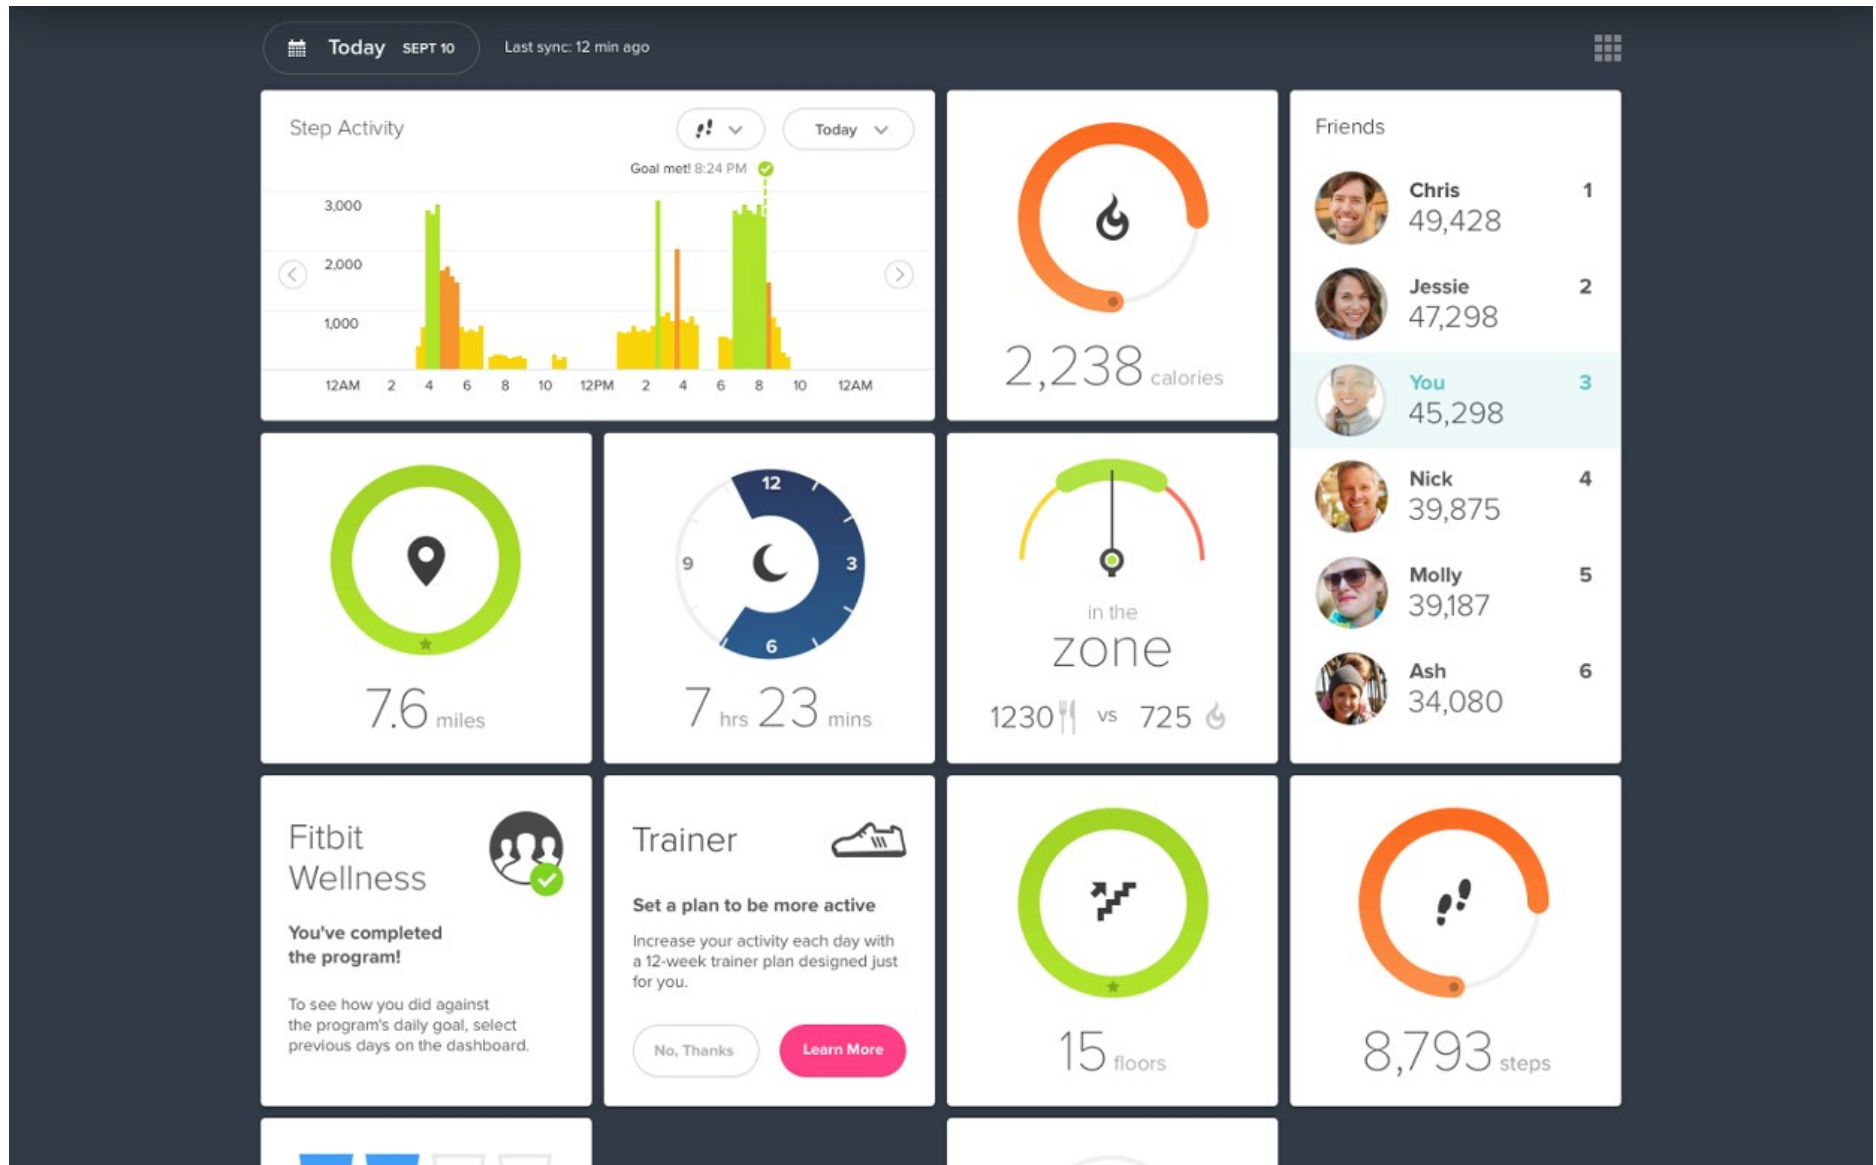 Today SEPT 10
Last sync: 12 min ago
Step Activity
Today
Goal met! 8:24 PM
3,000
2,000
1,000
12AM 2 4 6 8 10 12PM 2 4 6 8 10 12AM
2,238 calories
Friends
Chris 1
49,428
Jessie 2
47,298
You 3
45,298
Nick 4
39,875
Molly 5
39,187
Ash 6
34,080
7.6 miles
12
9 3
6
7 hrs 23 mins
in the
zone
1230 vs 725
Fitbit
Wellness
You've completed
the program!
To see how you did against
the program's daily goal, select
previous days on the dashboard.
Trainer
Set a plan to be more active
Increase your activity each day with
a 12-week trainer plan designed just
for you.
No, Thanks
Learn More
15 floors
8,793 steps